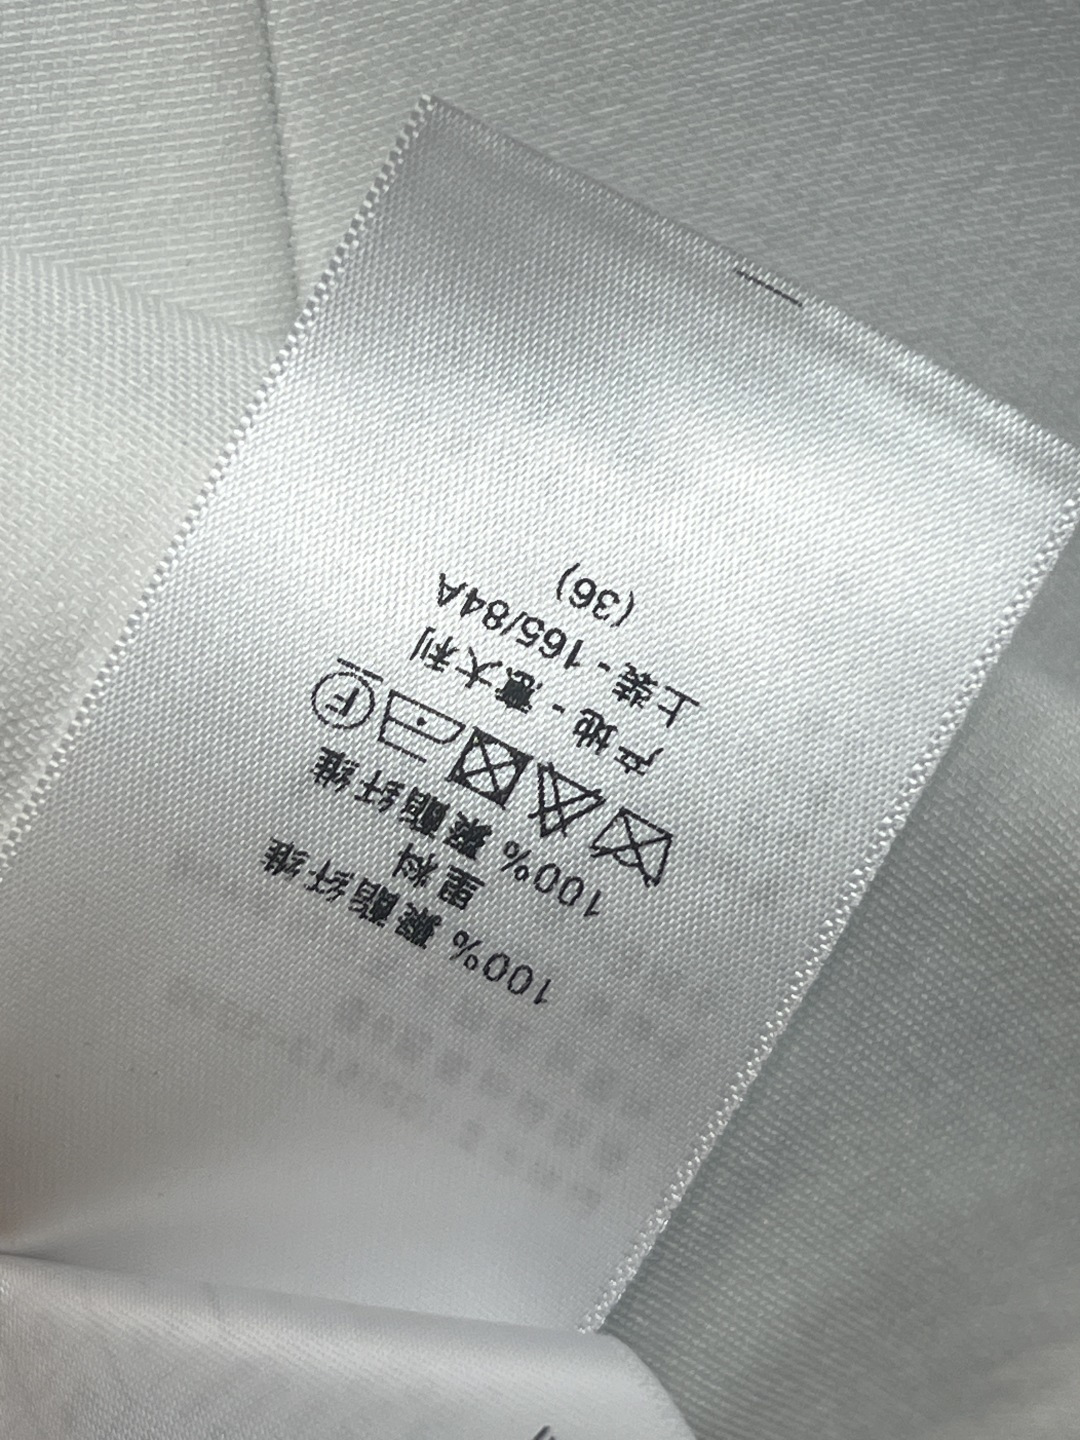 100% 聚酯纤维
里料
100% 聚酯纤维
F
产地 - 意大利
上装 - 165/84A
(36)